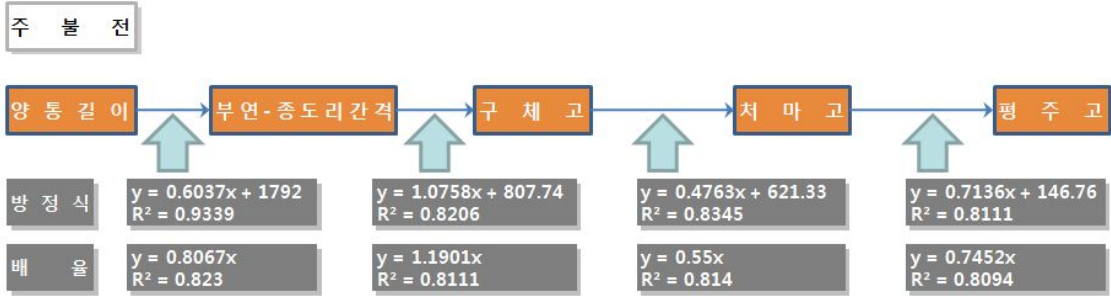 주 불 전
양 통 길 이
부 연 - 종 도 리 간 격
구 체 고
처 마 고
평 주 고
방 정 식
y = 0.6037x + 1792
R² = 0.9339
y = 1.0758x + 807.74
R² = 0.8206
y = 0.4763x + 621.33
R² = 0.8345
y = 0.7136x + 146.76
R² = 0.8111
배 율
y = 0.8067x
R² = 0.823
y = 1.1901x
R² = 0.8111
y = 0.55x
R² = 0.814
y = 0.7452x
R² = 0.8094